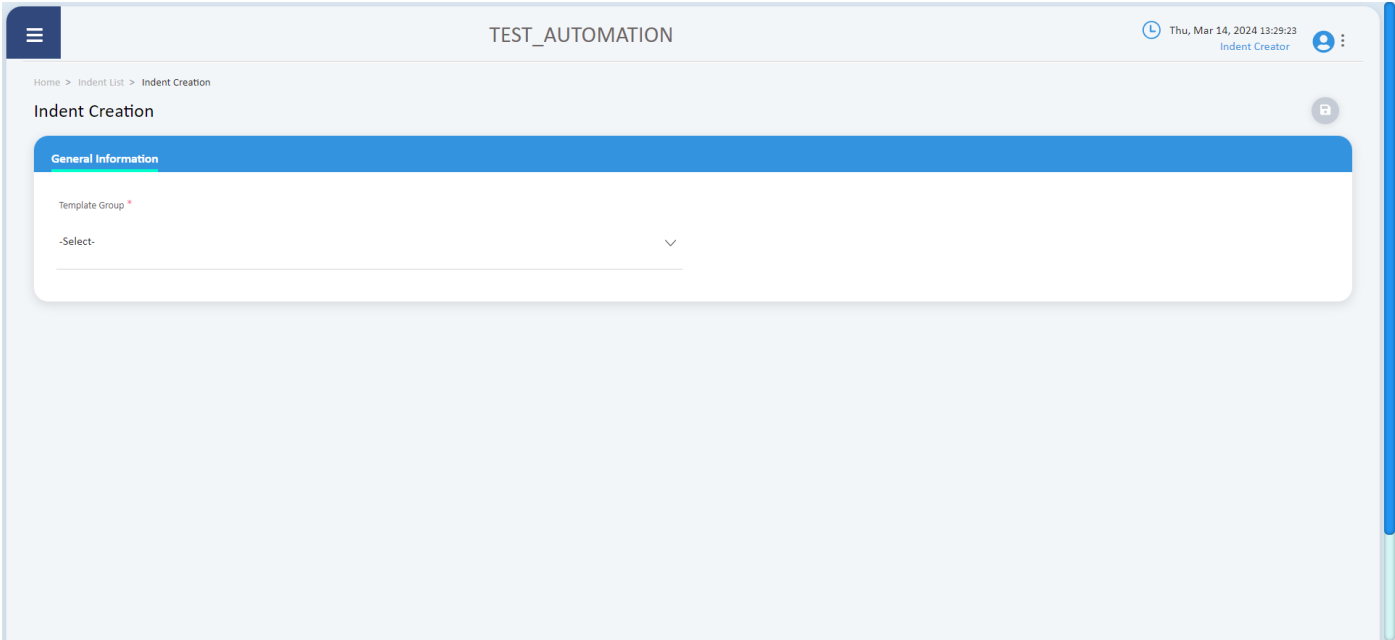 TEST_AUTOMATION
Thu, Mar 14, 2024 13:29:23
Indent Creator
Home > Indent List > Indent Creation
Indent Creation
General Information
Template Group *
-Select-